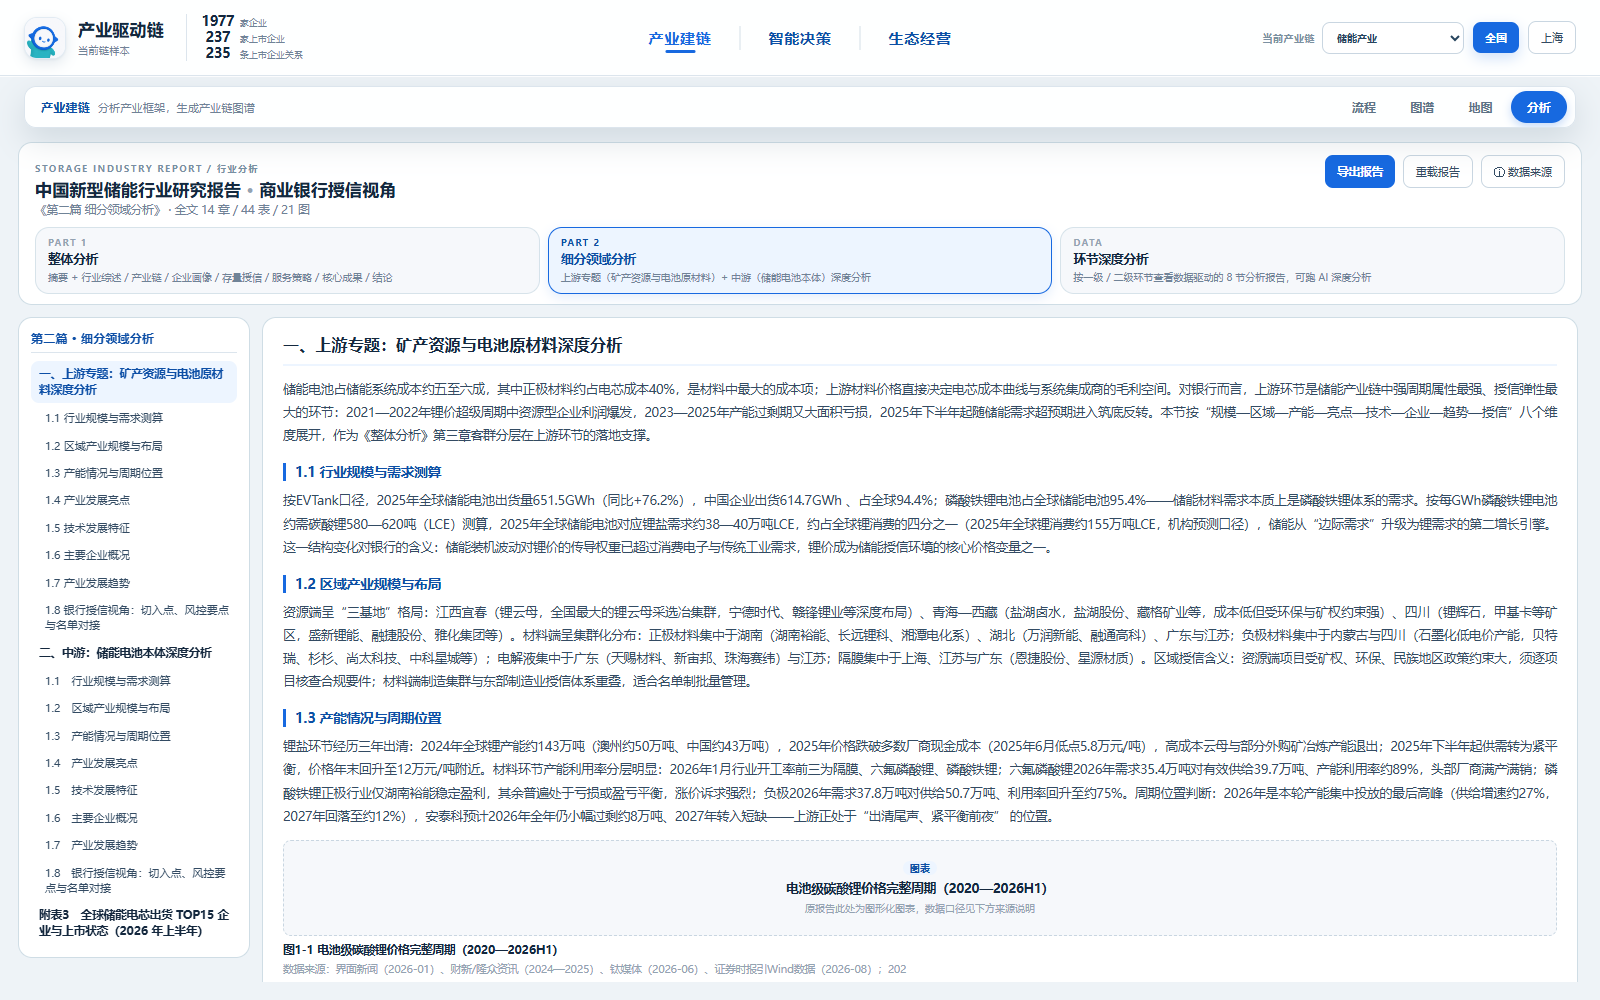 产业驱动链
当前链样本
1977 家企业
237 家上市企业
235 条上市企业关系
产业建链
智能决策
生态经营
当前产业链
储能产业
全国
上海
产业建链 分析产业框架，生成产业链图谱
流程
图谱
地图
分析
STORAGE INDUSTRY REPORT / 行业分析
中国新型储能行业研究报告 • 商业银行授信视角
《第二篇 细分领域分析》 · 全文 14 章 / 44 表 / 21 图
导出报告
重载报告
ⓘ 数据来源
PART 1
整体分析
摘要 + 行业综述 / 产业链 / 企业画像 / 存量授信 / 服务策略 / 核心成果 / 结论
PART 2
细分领域分析
上游专题（矿产资源与电池原材料）+ 中游（储能电池本体）深度分析
DATA
环节深度分析
按一级 / 二级环节查看数据驱动的 8 节分析报告，可跑 AI 深度分析
第二篇 • 细分领域分析
一、上游专题：矿产资源与电池原材
料深度分析
1.1 行业规模与需求测算
1.2 区域产业规模与布局
1.3 产能情况与周期位置
1.4 产业发展亮点
1.5 技术发展特征
1.6 主要企业概况
1.7 产业发展趋势
1.8 银行授信视角：切入点、风控要点
与名单对接
二、中游：储能电池本体深度分析
1.1 行业规模与需求测算
1.2 区域产业规模与布局
1.3 产能情况与周期位置
1.4 产业发展亮点
1.5 技术发展特征
1.6 主要企业概况
1.7 产业发展趋势
1.8 银行授信视角：切入点、风控要
点与名单对接
附表3 全球储能电芯出货 TOP15 企
业与上市状态（2026 年上半年）
一、上游专题：矿产资源与电池原材料深度分析
储能电池占储能系统成本约五至六成，其中正极材料约占电芯成本40%，是材料中最大的成本项；上游材料价格直接决定电芯成本曲线与系统集成商的毛利空间。对银行而言，上游环节是储能产业链中强周期属性最强、授信弹性最
大的环节：2021—2022年锂价超级周期中资源型企业利润爆发，2023—2025年产能过剩期又大面积亏损，2025年下半年起随储能需求超预期进入筑底反转。本节按“规模—区域—产能—亮点—技术—企业—趋势—授信”八个维
度展开，作为《整体分析》第三章客群分层在上游环节的落地支撑。
1.1 行业规模与需求测算
按EVTank口径，2025年全球储能电池出货量651.5GWh（同比+76.2%），中国企业出货614.7GWh 、占全球94.4%；磷酸铁锂电池占全球储能电池95.4%——储能材料需求本质上是磷酸铁锂体系的需求。按每GWh磷酸铁锂电池
约需碳酸锂580—620吨（LCE）测算，2025年全球储能电池对应锂盐需求约38—40万吨LCE，约占全球锂消费的四分之一（2025年全球锂消费约155万吨LCE，机构预测口径），储能从“边际需求”升级为锂需求的第二增长引擎。
这一结构变化对银行的含义：储能装机波动对锂价的传导权重已超过消费电子与传统工业需求，锂价成为储能授信环境的核心价格变量之一。
1.2 区域产业规模与布局
资源端呈“三基地”格局：江西宜春（锂云母，全国最大的锂云母采选冶集群，宁德时代、赣锋锂业等深度布局）、青海—西藏（盐湖卤水，盐湖股份、藏格矿业等，成本低但受环保与矿权约束强）、四川（锂辉石，甲基卡等矿
区，盛新锂能、融捷股份、雅化集团等）。材料端呈集群化分布：正极材料集中于湖南（湖南裕能、长远锂科、湘潭电化系）、湖北（万润新能、融通高科）、广东与江苏；负极材料集中于内蒙古与四川（石墨化低电价产能，贝特
瑞、杉杉、尚太科技、中科星城等）；电解液集中于广东（天赐材料、新宙邦、珠海赛纬）与江苏；隔膜集中于上海、江苏与广东（恩捷股份、星源材质）。区域授信含义：资源端项目受矿权、环保、民族地区政策约束大，须逐项
目核查合规要件；材料端制造集群与东部制造业授信体系重叠，适合名单制批量管理。
1.3 产能情况与周期位置
锂盐环节经历三年出清：2024年全球锂产能约143万吨（澳州约50万吨、中国约43万吨），2025年价格跌破多数厂商现金成本（2025年6月低点5.8万元/吨），高成本云母与部分外购矿冶炼产能退出；2025年下半年起供需转为紧平
衡，价格年末回升至12万元/吨附近。材料环节产能利用率分层明显：2026年1月行业开工率前三为隔膜、六氟磷酸锂、磷酸铁锂；六氟磷酸锂2026年需求35.4万吨对有效供给39.7万吨、产能利用率约89%，头部厂商满产满销；磷
酸铁锂正极行业仅湖南裕能稳定盈利，其余普遍处于亏损或盈亏平衡，涨价诉求强烈；负极2026年需求37.8万吨对供给50.7万吨、利用率回升至约75%。周期位置判断：2026年是本轮产能集中投放的最后高峰（供给增速约27%，
2027年回落至约12%），安泰科预计2026年全年仍小幅过剩约8万吨、2027年转入短缺——上游正处于“出清尾声、紧平衡前夜”的位置。
图表
电池级碳酸锂价格完整周期（2020—2026H1）
原报告此处为图形化图表，数据口径见下方来源说明
图1-1 电池级碳酸锂价格完整周期（2020—2026H1）
数据来源：界面新闻（2026-01）、财新/隆众资讯（2024—2025）、钛媒体（2026-06）、证券时报引Wind数据（2026-08）；202